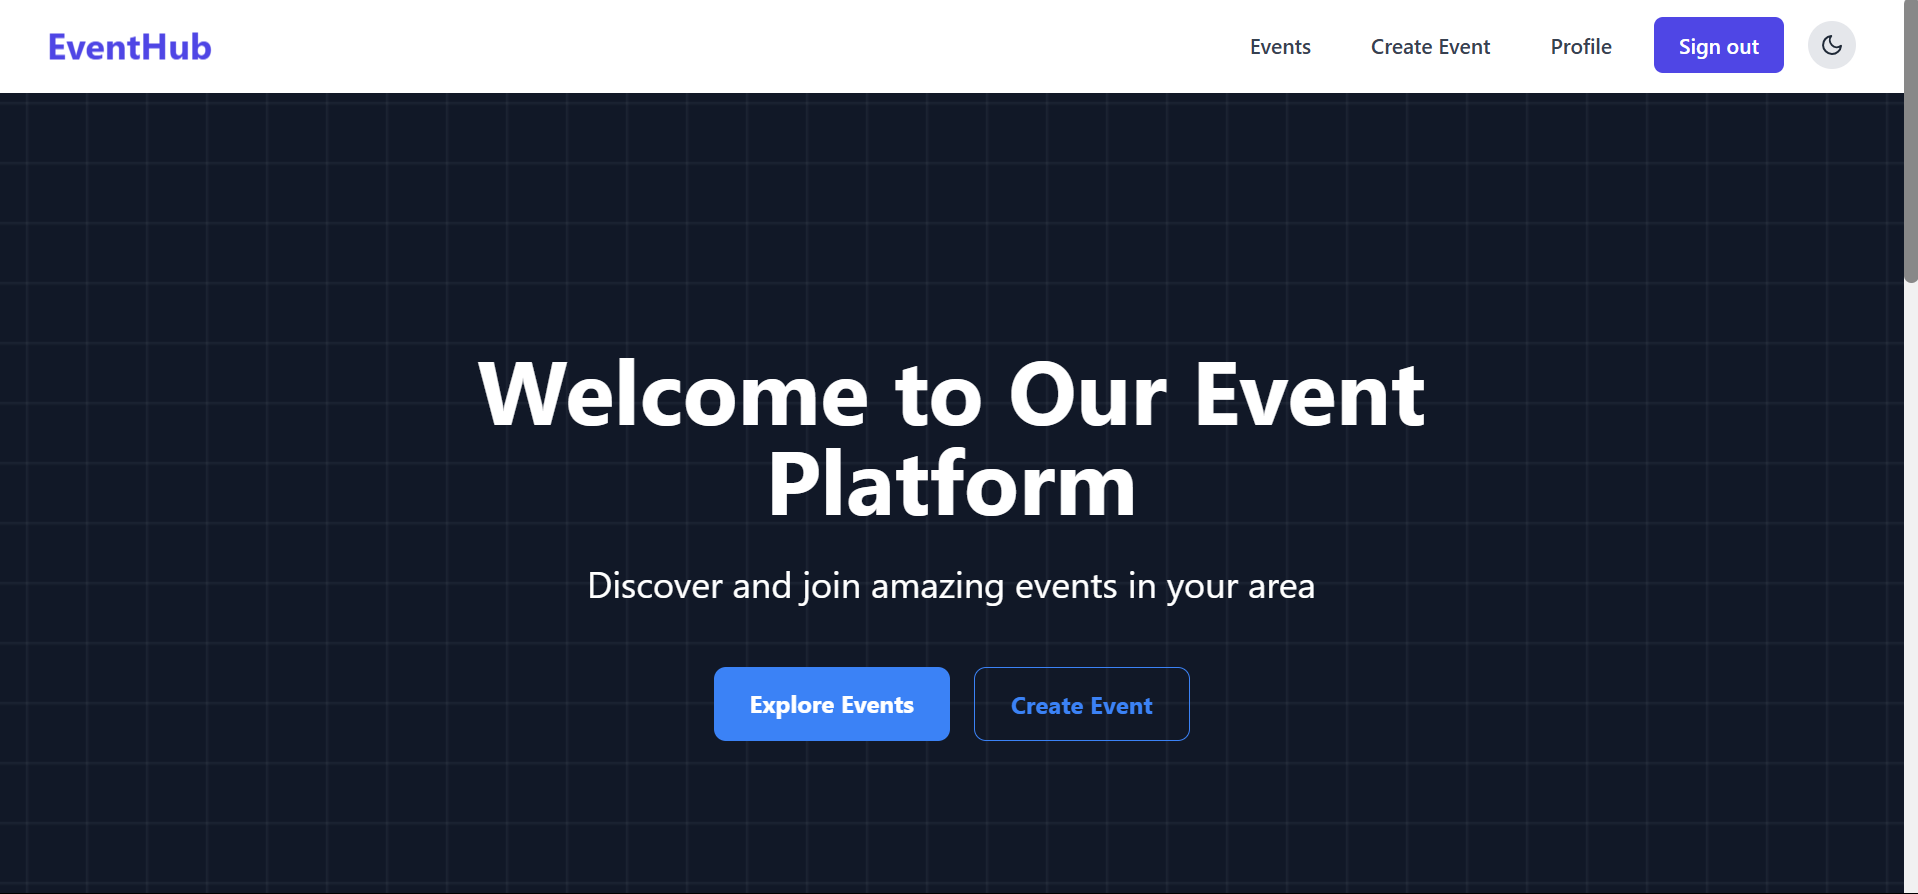 EventHub
Events
Create Event
Profile
Sign out
Welcome to Our Event
Platform
Discover and join amazing events in your area
Explore Events
Create Event